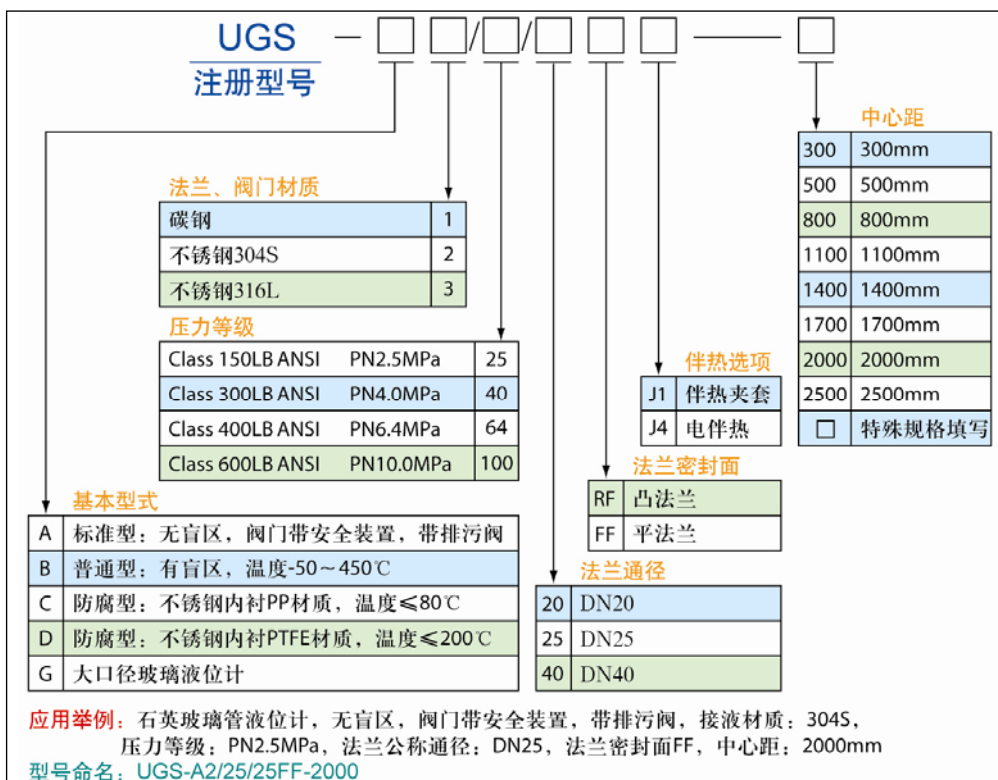 UGS － □ □/□/□ □ □ —— □
注册型号
中心距
300 300mm
500 500mm
800 800mm
1100 1100mm
1400 1400mm
1700 1700mm
2000 2000mm
2500 2500mm
□ 特殊规格填写
法兰、阀门材质
碳钢 1
不锈钢304S 2
不锈钢316L 3
压力等级
Class 150LB ANSI PN2.5MPa 25
Class 300LB ANSI PN4.0MPa 40
Class 400LB ANSI PN6.4MPa 64
Class 600LB ANSI PN10.0MPa 100
伴热选项
J1 伴热夹套
J4 电伴热
法兰密封面
RF 凸法兰
FF 平法兰
基本型式
A 标准型：无盲区，阀门带安全装置，带排污阀
B 普通型：有盲区，温度-50～450℃
C 防腐型：不锈钢内衬PP材质，温度≤80℃
D 防腐型：不锈钢内衬PTFE材质，温度≤200℃
G 大口径玻璃液位计
法兰通径
20 DN20
25 DN25
40 DN40
应用举例：石英玻璃管液位计，无盲区，阀门带安全装置，带排污阀，接液材质：304S，
压力等级：PN2.5MPa，法兰公称通径：DN25，法兰密封面FF，中心距：2000mm
型号命名：UGS-A2/25/25FF-2000